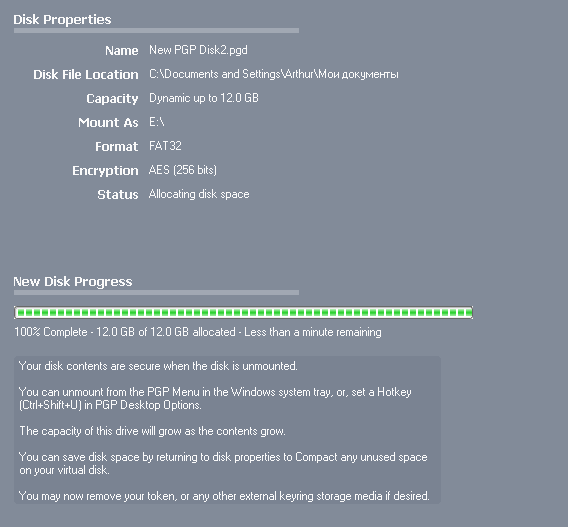 Disk Properties
Name New PGP Disk2.pgd
Disk File Location C:\Documents and Settings\Arthur\Мои документы
Capacity Dynamic up to 12.0 GB
Mount As E:\
Format FAT32
Encryption AES (256 bits)
Status Allocating disk space
New Disk Progress
100% Complete - 12.0 GB of 12.0 GB allocated - Less than a minute remaining
Your disk contents are secure when the disk is unmounted.
You can unmount from the PGP Menu in the Windows system tray, or, set a Hotkey
(Ctrl+Shift+U) in PGP Desktop Options.
The capacity of this drive will grow as the contents grow.
You can save disk space by returning to disk properties to Compact any unused space
on your virtual disk.
You may now remove your token, or any other external keyring storage media if desired.